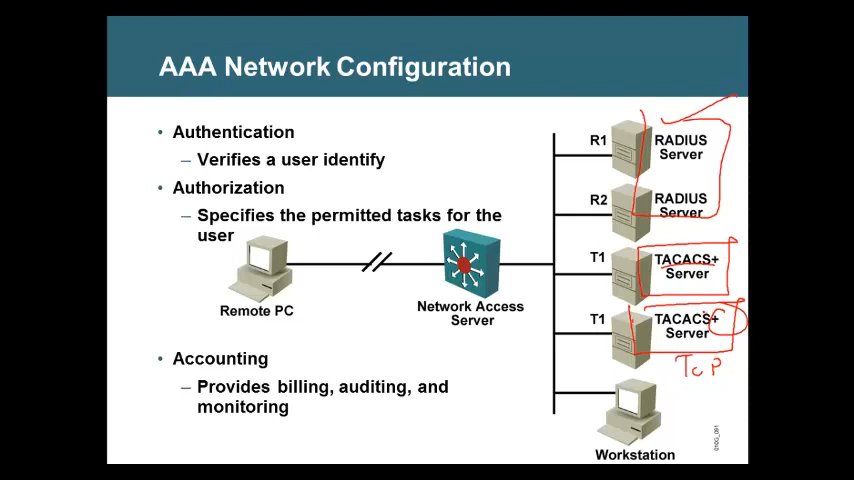 AAA Network Configuration
• Authentication
– Verifies a user identify
• Authorization
– Specifies the permitted tasks for the
user
Remote PC
Network Access
Server
• Accounting
– Provides billing, auditing, and
monitoring
R1
RADIUS
Server
R2
RADIUS
Server
T1
TACACS+
Server
T1
TACACS+
Server
TCP
Workstation
010G_081